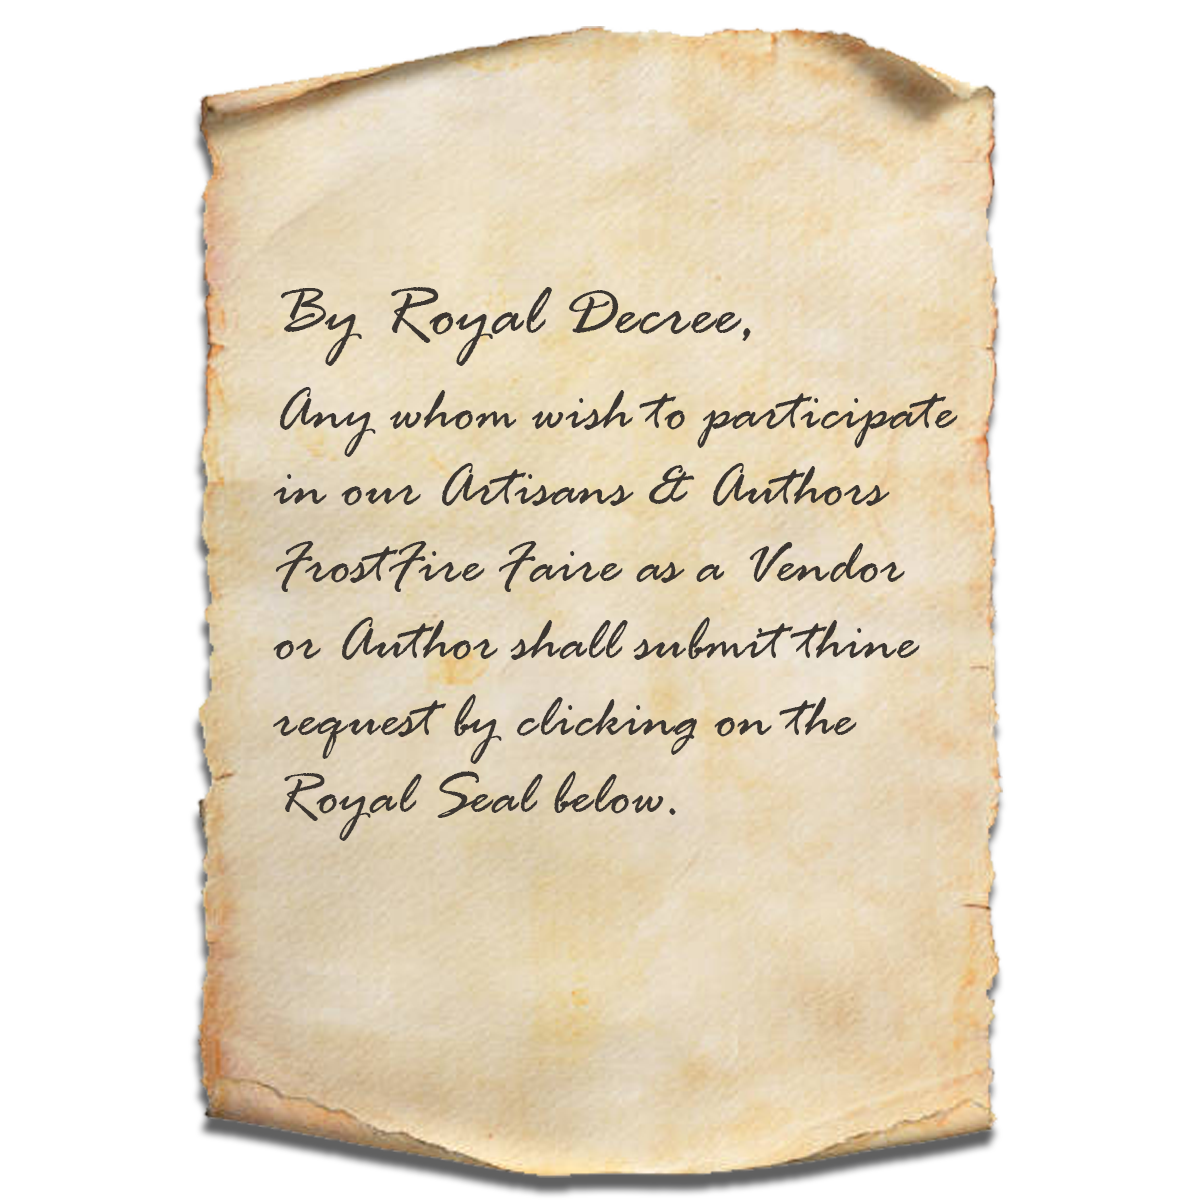 By Royal Decree,
Any whom wish to participate
in our Artisans & Authors
FrostFire Faire as a Vendor
or Author shall submit thine
request by clicking on the
Royal Seal below.